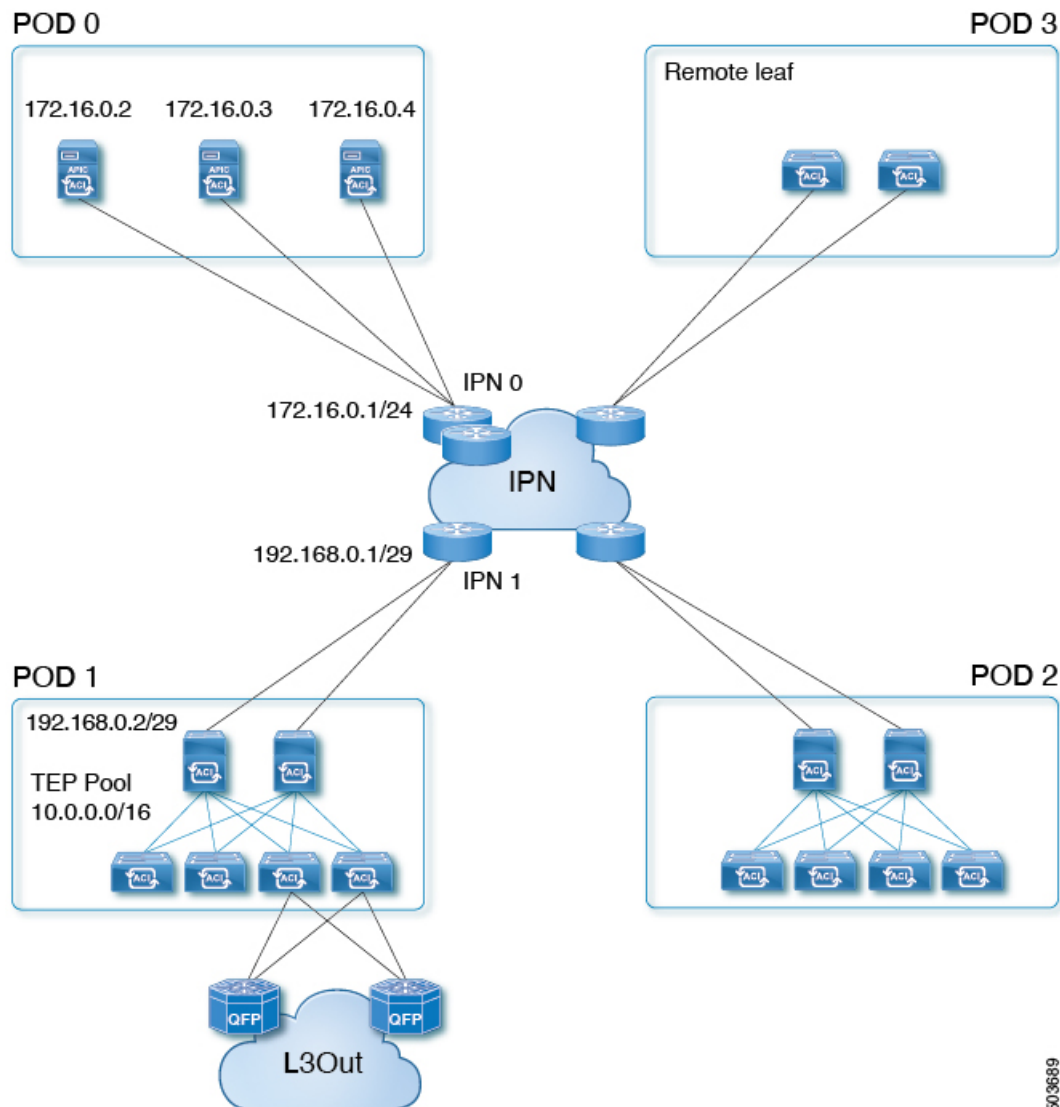 POD 0
POD 3
172.16.0.2 172.16.0.3 172.16.0.4
Remote leaf
APIC APIC APIC
ACI ACI ACI
ACI ACI
IPN 0
172.16.0.1/24
IPN
192.168.0.1/29
IPN 1
POD 1
POD 2
192.168.0.2/29
ACI ACI
TEP Pool
10.0.0.0/16
ACI ACI ACI ACI
ACI ACI
ACI ACI ACI ACI
QFP QFP
L3Out
503689